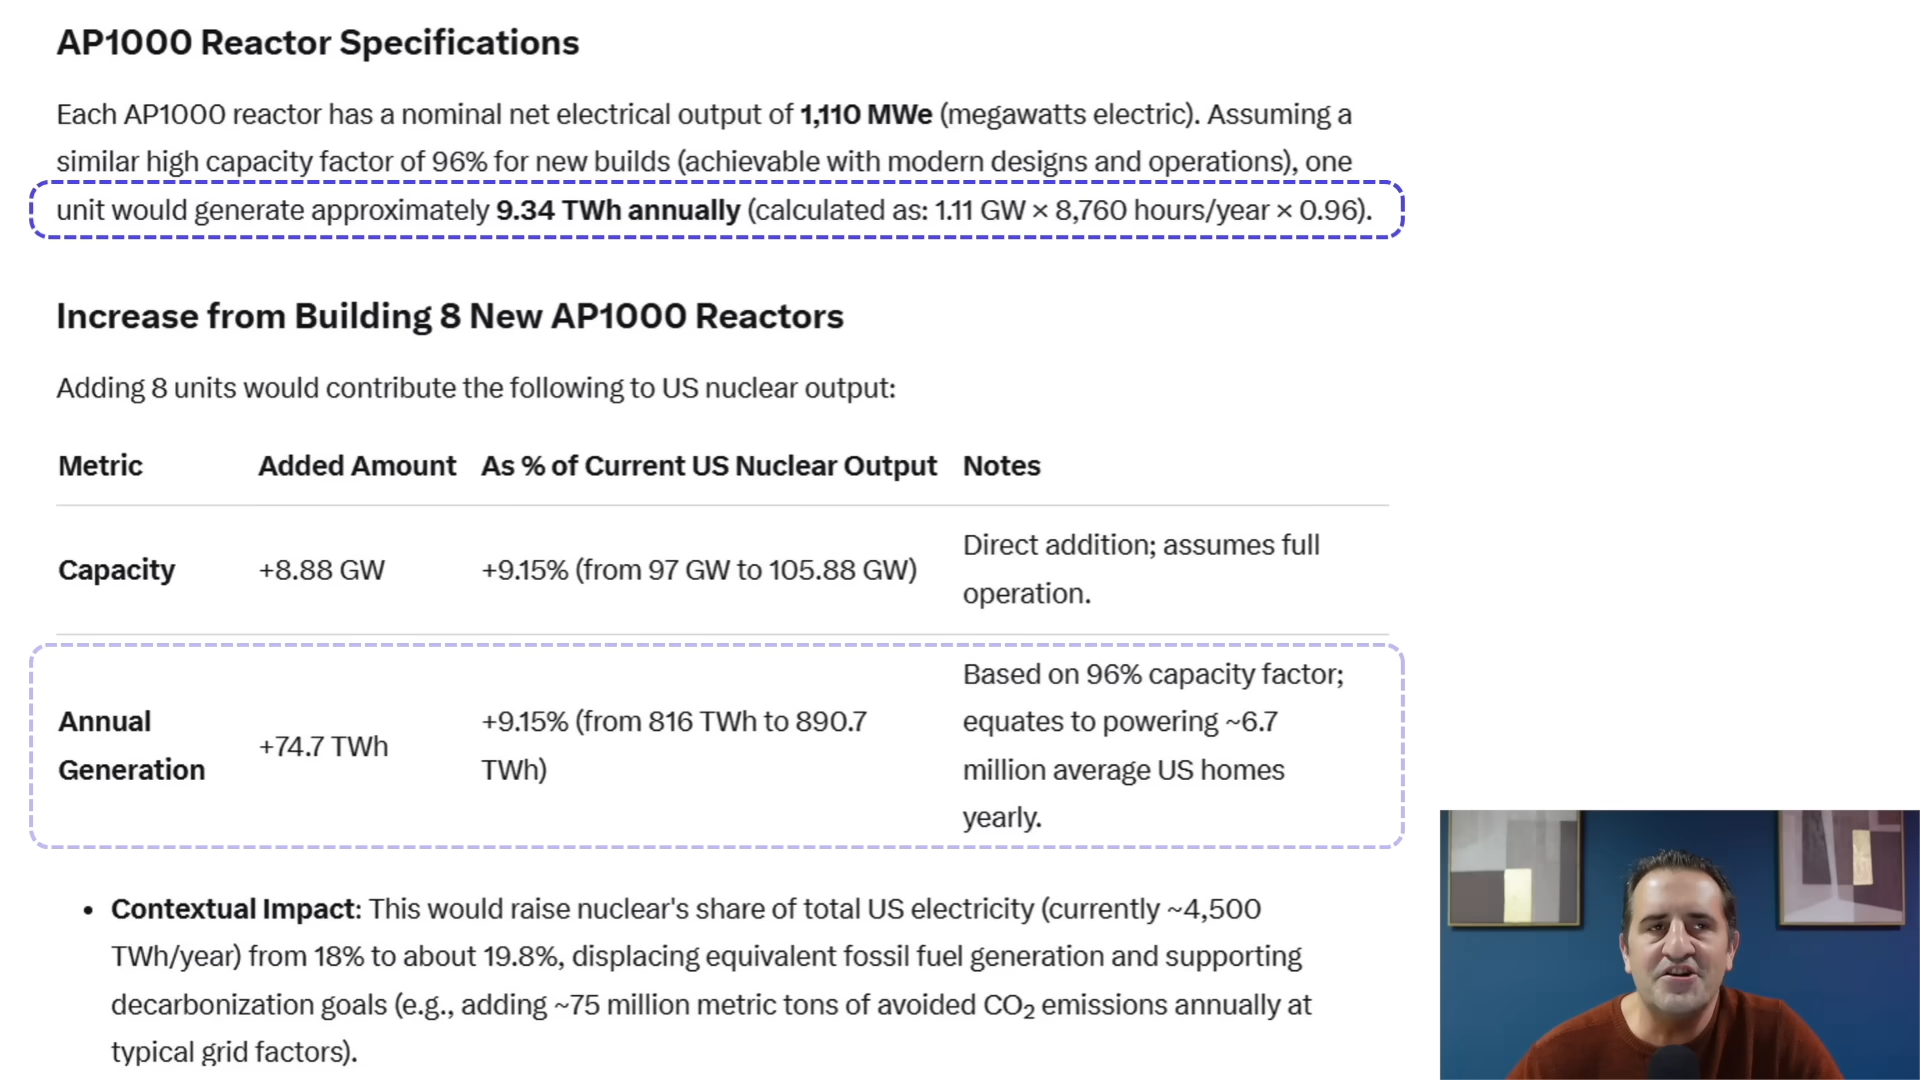 AP1000 Reactor Specifications
Each AP1000 reactor has a nominal net electrical output of 1,110 MWe (megawatts electric). Assuming a
similar high capacity factor of 96% for new builds (achievable with modern designs and operations), one
unit would generate approximately 9.34 TWh annually (calculated as: 1.11 GW × 8,760 hours/year × 0.96).
Increase from Building 8 New AP1000 Reactors
Adding 8 units would contribute the following to US nuclear output:
Metric Added Amount As % of Current US Nuclear Output Notes
Capacity +8.88 GW +9.15% (from 97 GW to 105.88 GW) Direct addition; assumes full
operation.
Annual
Generation
+74.7 TWh
+9.15% (from 816 TWh to 890.7
TWh)
Based on 96% capacity factor;
equates to powering ~6.7
million average US homes
yearly.
• Contextual Impact: This would raise nuclear's share of total US electricity (currently ~4,500
TWh/year) from 18% to about 19.8%, displacing equivalent fossil fuel generation and supporting
decarbonization goals (e.g., adding ~75 million metric tons of avoided CO₂ emissions annually at
typical grid factors).